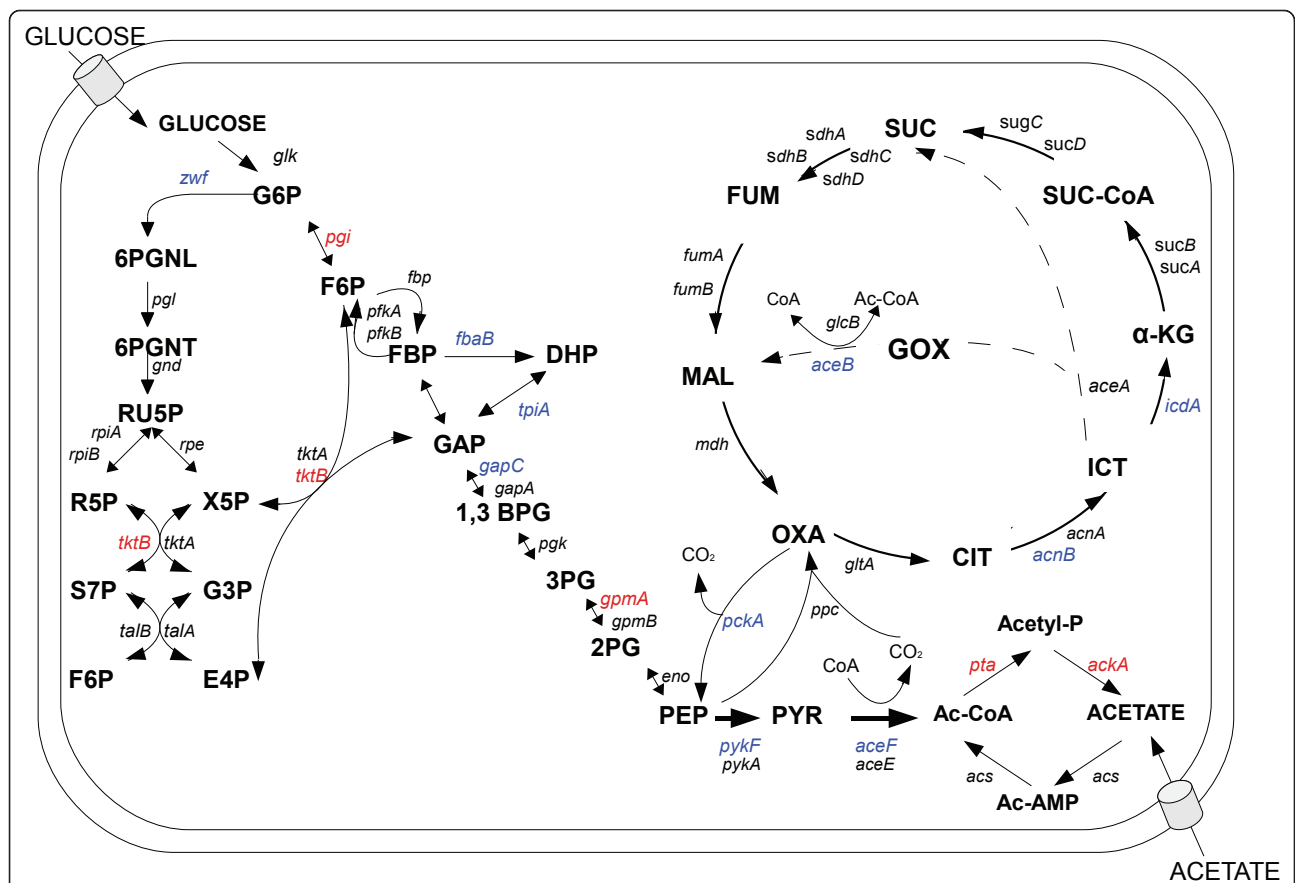 GLUCOSE
GLUCOSE
glk
zwf
G6P
6PGNL
pgi
pgl
F6P
fbp
6PGNT
pfkA
pfkB
gnd
FBP
fbaB
DHP
RU5P
tpiA
rpiA
rpiB
rpe
GAP
tktA
tktB
gapC
gapA
R5P
X5P
1,3 BPG
tktB
tktA
pgk
S7P
G3P
3PG
gpmA
gpmB
talB
talA
2PG
F6P
E4P
eno
PEP
pykF
pykA
PYR
aceF
aceE
CoA
CO₂
ppc
pckA
CO₂
OXA
gltA
CIT
acnA
acnB
ICT
icdA
aceA
α-KG
sucB
sucA
SUC-CoA
sugC
sucD
SUC
sdhA
sdhB
sdhC
sdhD
FUM
fumA
fumB
CoA
Ac-CoA
glcB
aceB
GOX
MAL
mdh
Acetyl-P
pta
ackA
Ac-CoA
ACETATE
acs
acs
Ac-AMP
ACETATE